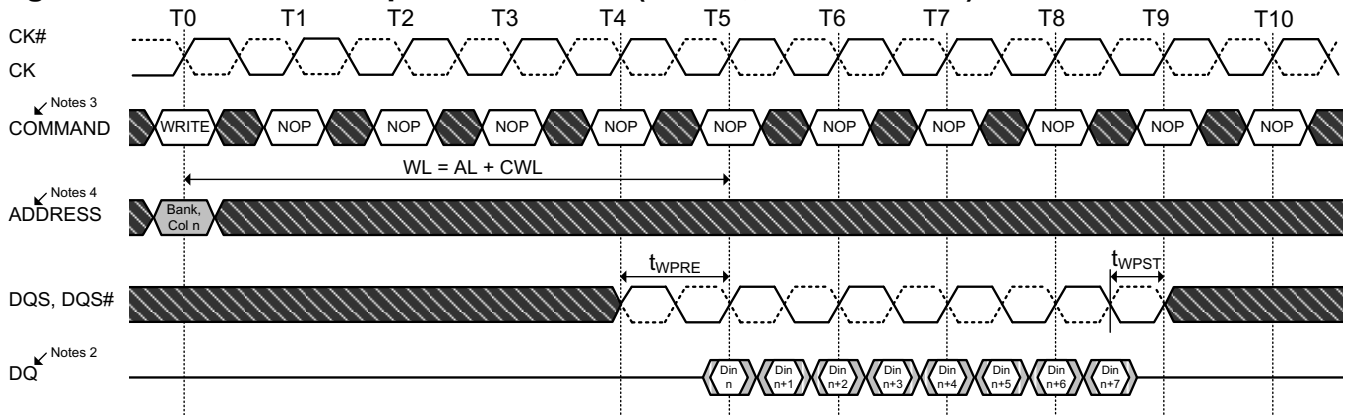 T0 T1 T2 T3 T4 T5 T6 T7 T8 T9 T10
CK#
CK
Notes 3
COMMAND WRITE NOP NOP NOP NOP NOP NOP NOP NOP NOP NOP
WL = AL + CWL
Notes 4
ADDRESS
Bank,
Col n
tWPRE tWPST
DQS, DQS#
Notes 2
DQ
Din n Din n+1 Din n+2 Din n+3 Din n+4 Din n+5 Din n+6 Din n+7